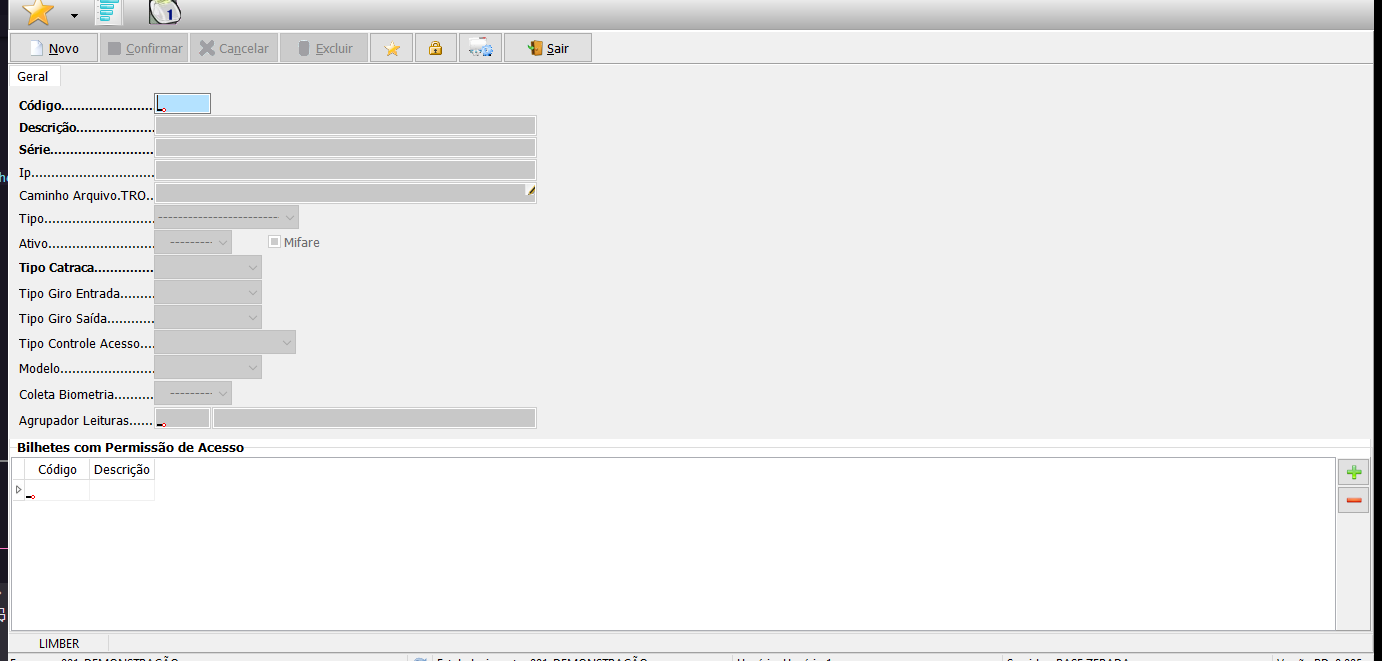 1
Novo Confirmar Cancelar Excluir Sair
Geral
Código......................
Descrição....................
Série..........................
Ip...............................
Caminho Arquivo.TRO..
Tipo............................ ------------------------
Ativo........................... --------- Mifare
Tipo Catraca..............
Tipo Giro Entrada.........
Tipo Giro Saída............
Tipo Controle Acesso....
Modelo........................
Coleta Biometria.......... ---------
Agrupador Leituras......
Bilhetes com Permissão de Acesso
Código Descrição
LIMBER